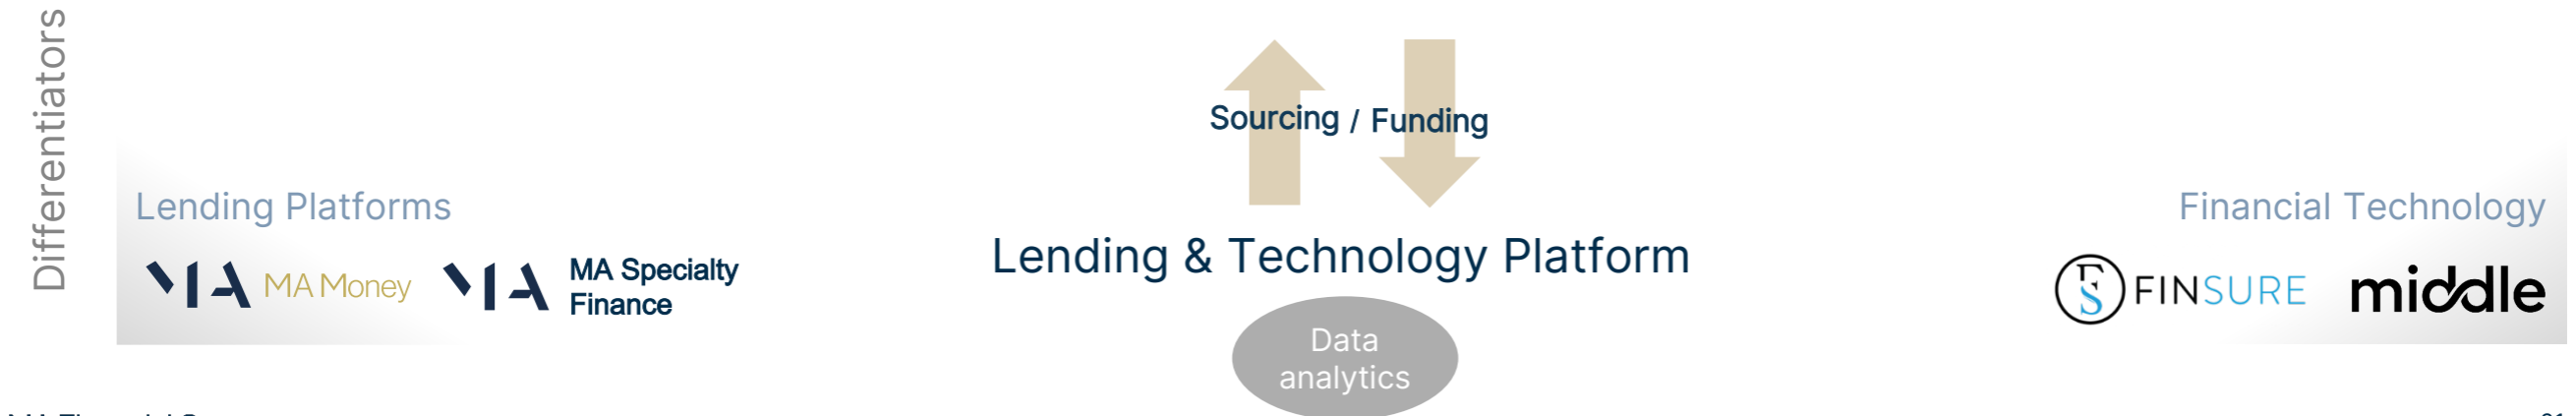 Differentiators
Sourcing / Funding
Lending Platforms
Financial Technology
Lending & Technology Platform
MA Money
MA Specialty
Finance
FINSURE
middle
Data
analytics